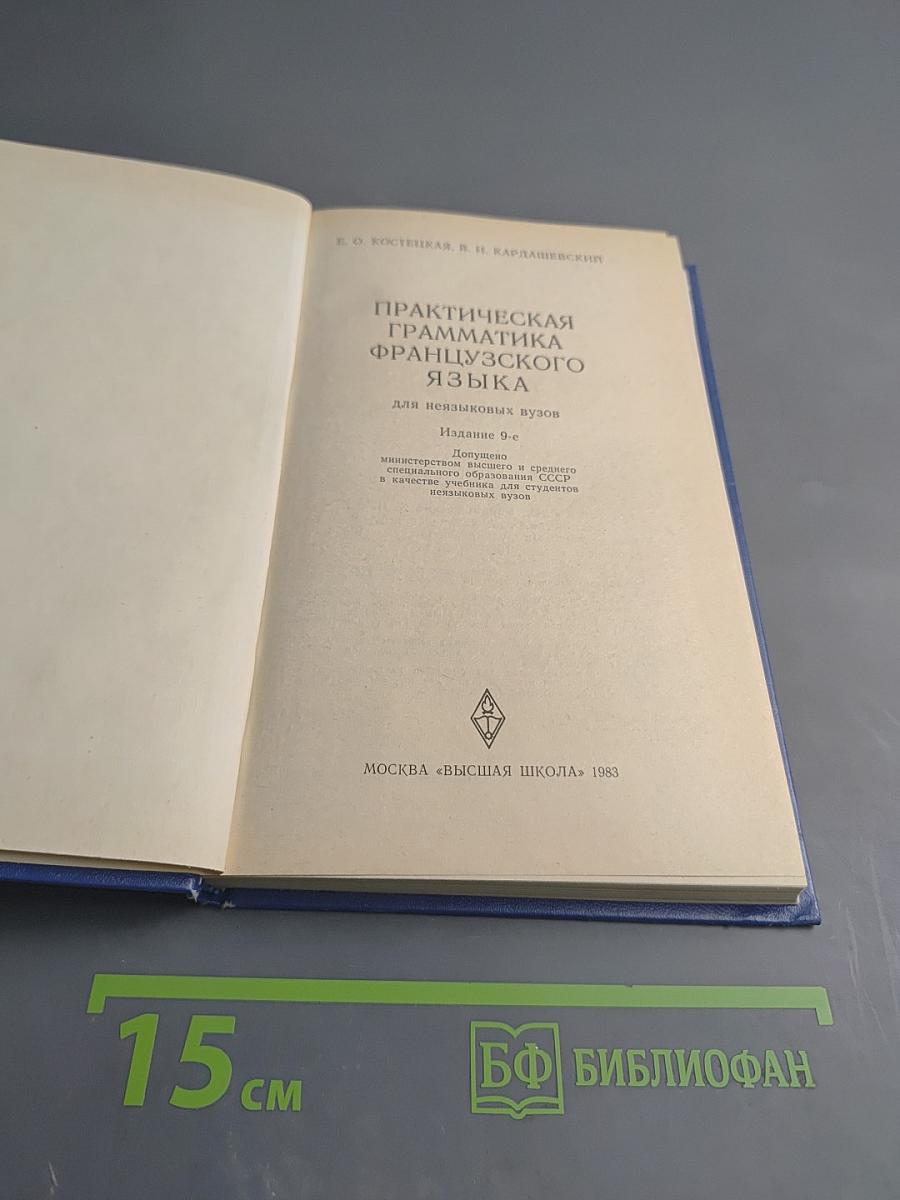 Е. О. КОСТЕЦКАЯ, В. И. КАРДАШЕВСКИЙ
ПРАКТИЧЕСКАЯ
ГРАММАТИКА
ФРАНЦУЗСКОГО
ЯЗЫКА
для неязыковых вузов
Издание 9-е
Допущено
министерством высшего и среднего
специального образования СССР
в качестве учебника для студентов
неязыковых вузов
МОСКВА «ВЫСШАЯ ШКОЛА» 1983
15 см
БФ БИБЛИОФАН